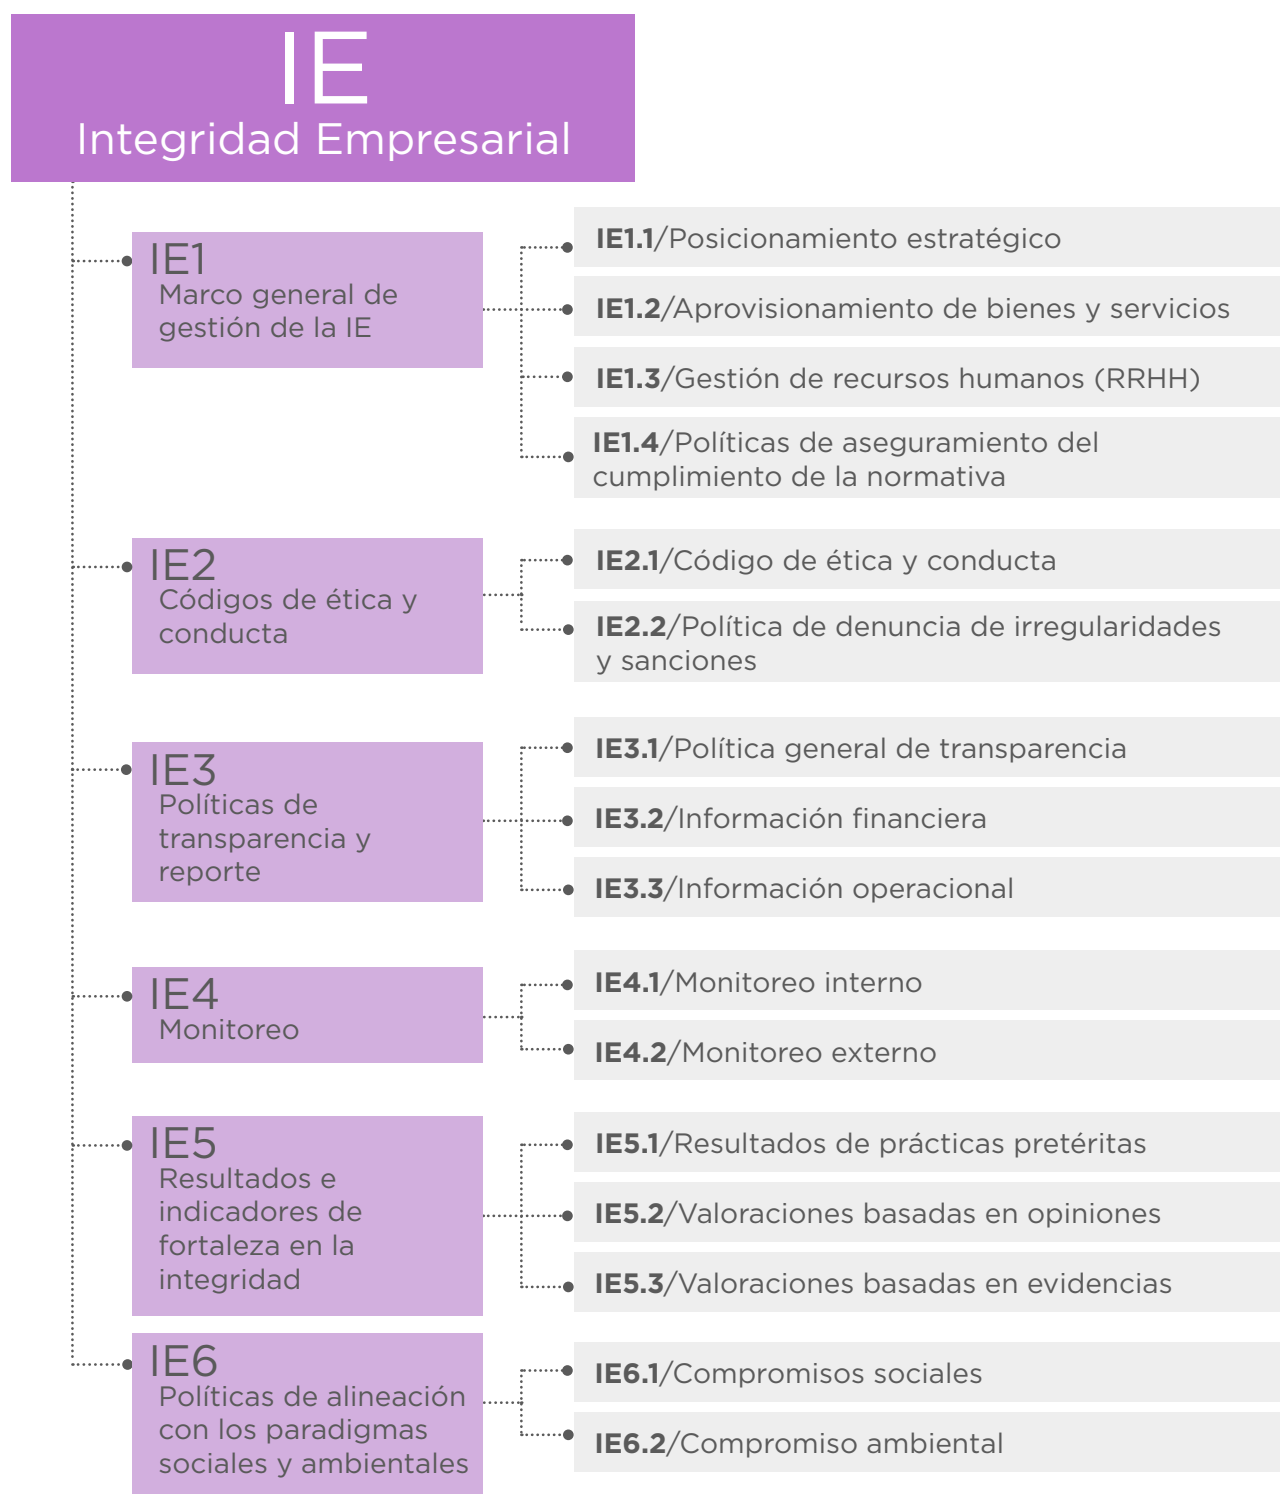 IE
Integridad Empresarial
IE1
Marco general de
gestión de la IE
IE1.1/Posicionamiento estratégico
IE1.2/Aprovisionamiento de bienes y servicios
IE1.3/Gestión de recursos humanos (RRHH)
IE1.4/Políticas de aseguramiento del
cumplimiento de la normativa
IE2
Códigos de ética y
conducta
IE2.1/Código de ética y conducta
IE2.2/Política de denuncia de irregularidades
y sanciones
IE3
Políticas de
transparencia y
reporte
IE3.1/Política general de transparencia
IE3.2/Información financiera
IE3.3/Información operacional
IE4
Monitoreo
IE4.1/Monitoreo interno
IE4.2/Monitoreo externo
IE5
Resultados e
indicadores de
fortaleza en la
integridad
IE5.1/Resultados de prácticas pretéritas
IE5.2/Valoraciones basadas en opiniones
IE5.3/Valoraciones basadas en evidencias
IE6
Políticas de alineación
con los paradigmas
sociales y ambientales
IE6.1/Compromisos sociales
IE6.2/Compromiso ambiental